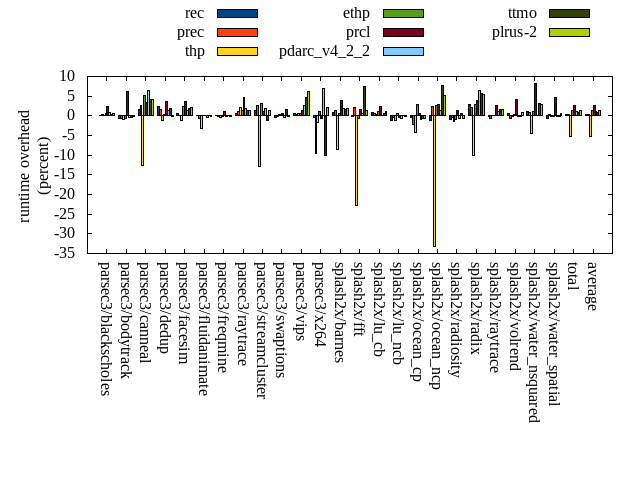 rec ethp ttmo
prec prcl plrus-2
thp pdarc_v4_2_2
runtime overhead
(percent)
10
5
0
-5
-10
-15
-20
-25
-30
-35
parsec3/blackscholes
parsec3/bodytrack
parsec3/canneal
parsec3/dedup
parsec3/facesim
parsec3/fluidanimate
parsec3/freqmine
parsec3/raytrace
parsec3/streamcluster
parsec3/swaptions
parsec3/vips
parsec3/x264
splash2x/barnes
splash2x/fft
splash2x/lu_cb
splash2x/lu_ncb
splash2x/ocean_cp
splash2x/ocean_ncp
splash2x/radiosity
splash2x/radix
splash2x/raytrace
splash2x/volrend
splash2x/water_nsquared
splash2x/water_spatial
total
average